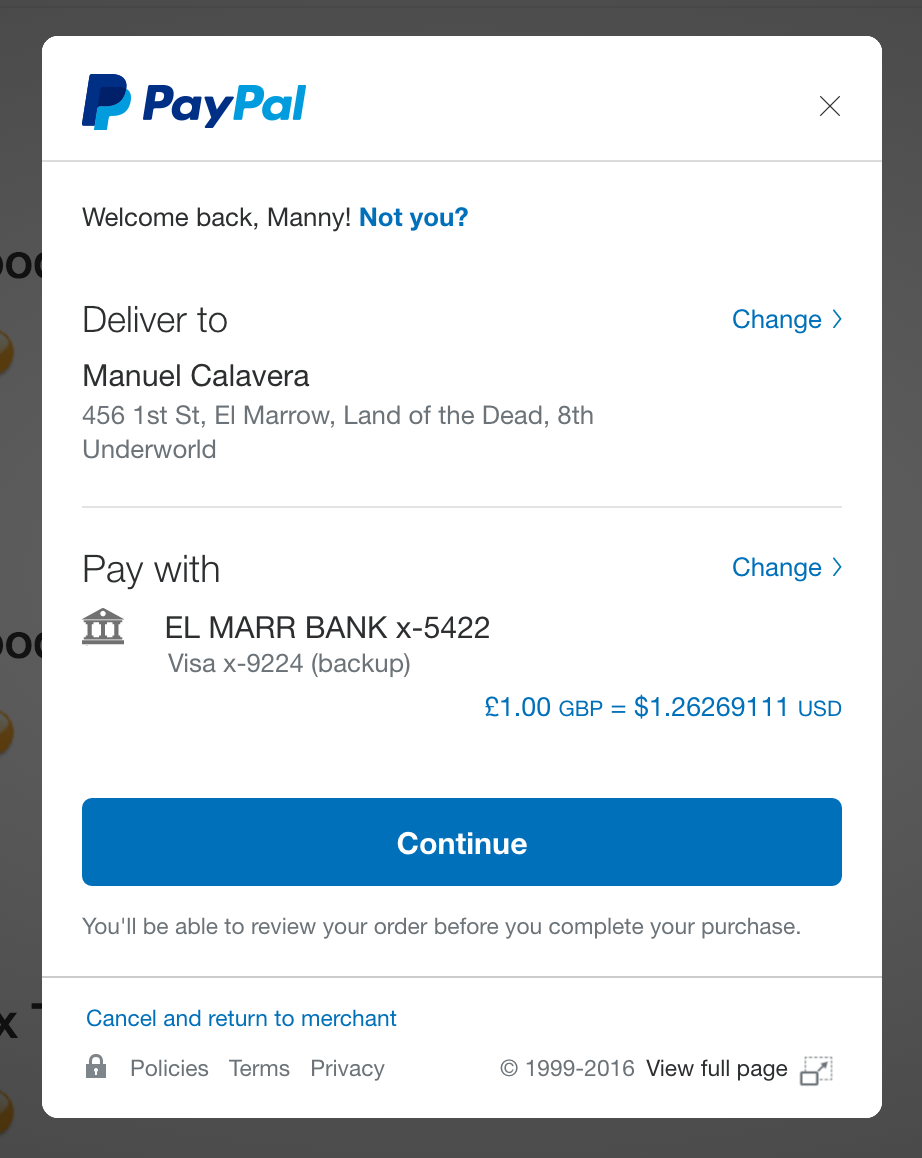 PayPal
Welcome back, Manny! Not you?
Deliver to
Change
Manuel Calavera
456 1st St, El Marrow, Land of the Dead, 8th
Underworld
Pay with
Change
EL MARR BANK x-5422
Visa x-9224 (backup)
£1.00 GBP = $1.26269111 USD
Continue
You'll be able to review your order before you complete your purchase.
Cancel and return to merchant
Policies Terms Privacy
© 1999-2016 View full page